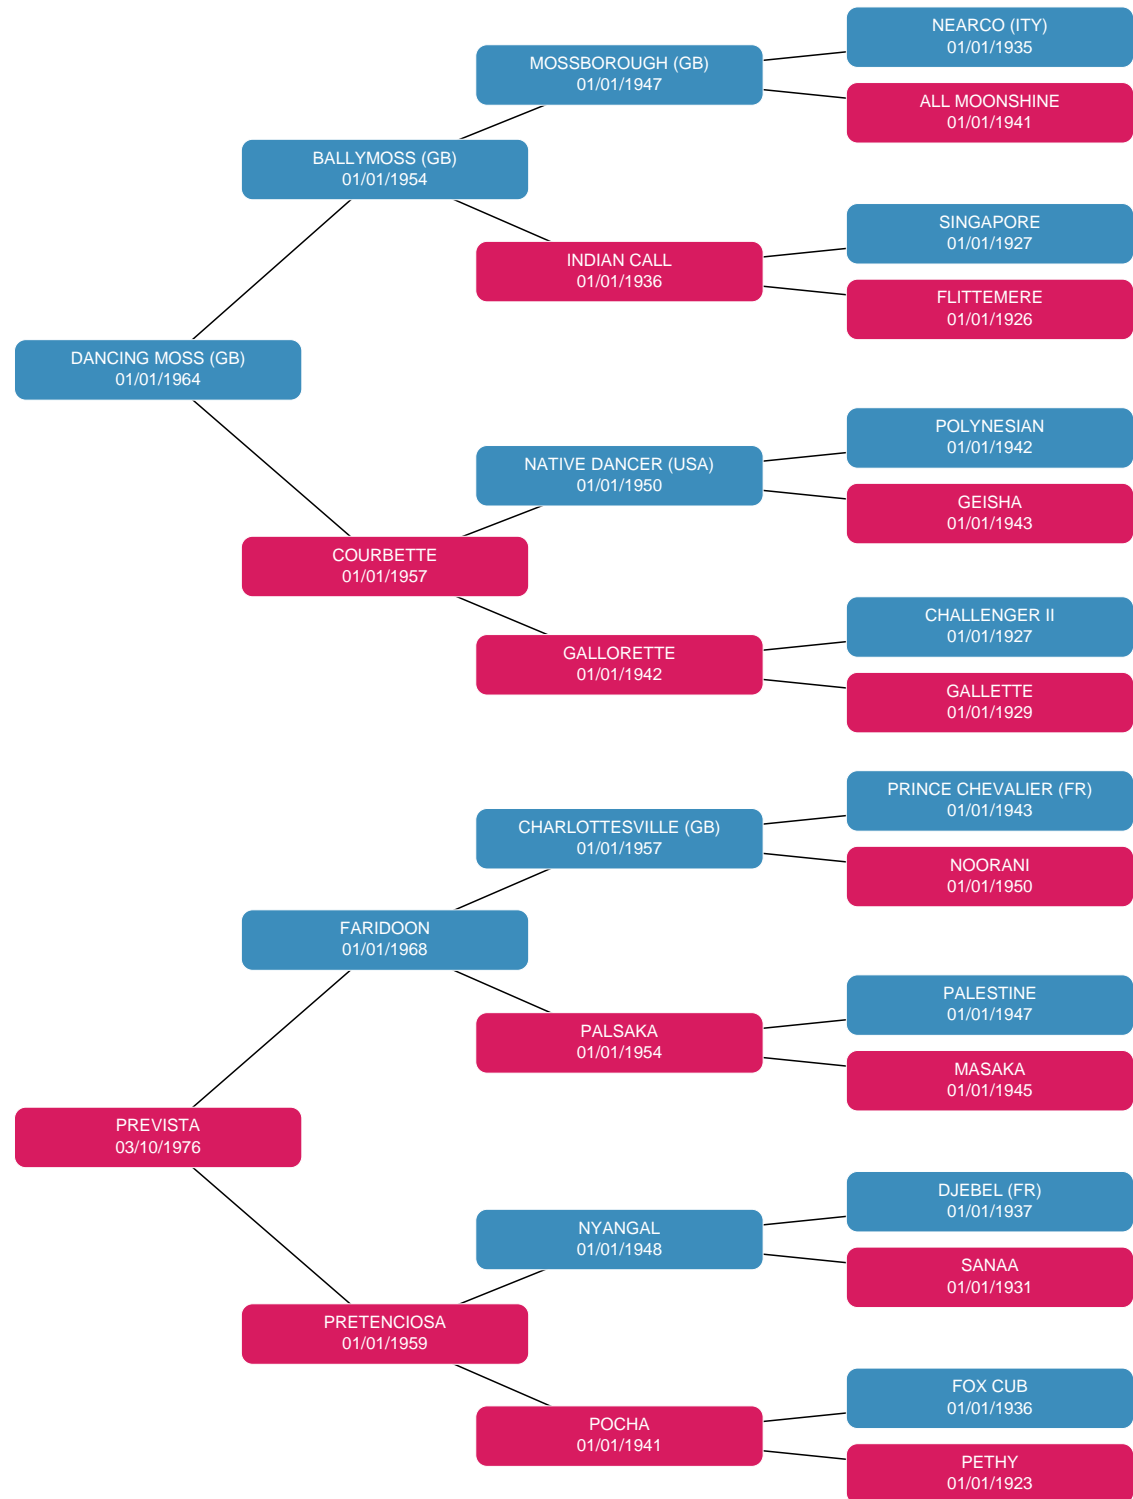 NEARCO (ITY)
01/01/1935
MOSSBOROUGH (GB)
01/01/1947
ALL MOONSHINE
01/01/1941
BALLYMOSS (GB)
01/01/1954
SINGAPORE
01/01/1927
INDIAN CALL
01/01/1936
FLITTEMERE
01/01/1926
DANCING MOSS (GB)
01/01/1964
POLYNESIAN
01/01/1942
NATIVE DANCER (USA)
01/01/1950
GEISHA
01/01/1943
COURBETTE
01/01/1957
CHALLENGER II
01/01/1927
GALLORETTE
01/01/1942
GALLETTE
01/01/1929
PRINCE CHEVALIER (FR)
01/01/1943
CHARLOTTESVILLE (GB)
01/01/1957
NOORANI
01/01/1950
FARIDOON
01/01/1968
PALESTINE
01/01/1947
PALSAKA
01/01/1954
MASAKA
01/01/1945
PREVISTA
03/10/1976
DJEBEL (FR)
01/01/1937
NYANGAL
01/01/1948
SANAA
01/01/1931
PRETENCIOSA
01/01/1959
FOX CUB
01/01/1936
POCHA
01/01/1941
PETHY
01/01/1923